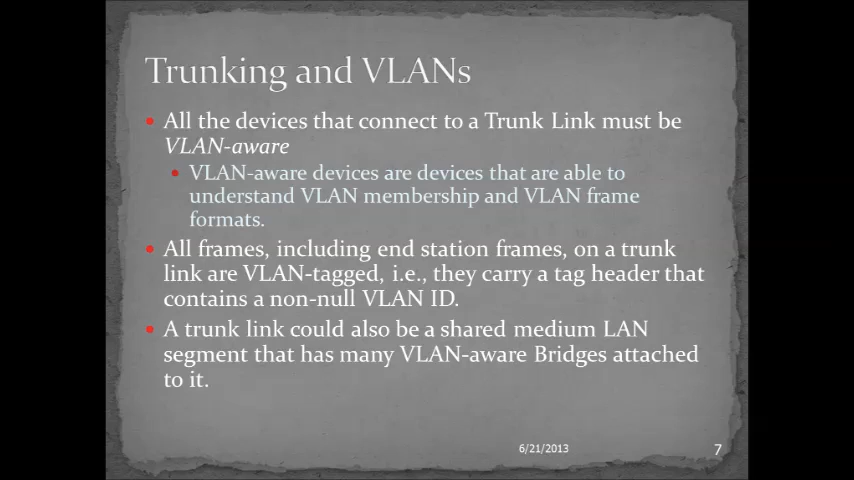 Trunking and VLANs
• All the devices that connect to a Trunk Link must be
VLAN-aware
• VLAN-aware devices are devices that are able to
understand VLAN membership and VLAN frame
formats.
• All frames, including end station frames, on a trunk
link are VLAN-tagged, i.e., they carry a tag header that
contains a non-null VLAN ID.
• A trunk link could also be a shared medium LAN
segment that has many VLAN-aware Bridges attached
to it.
6/21/2013
7